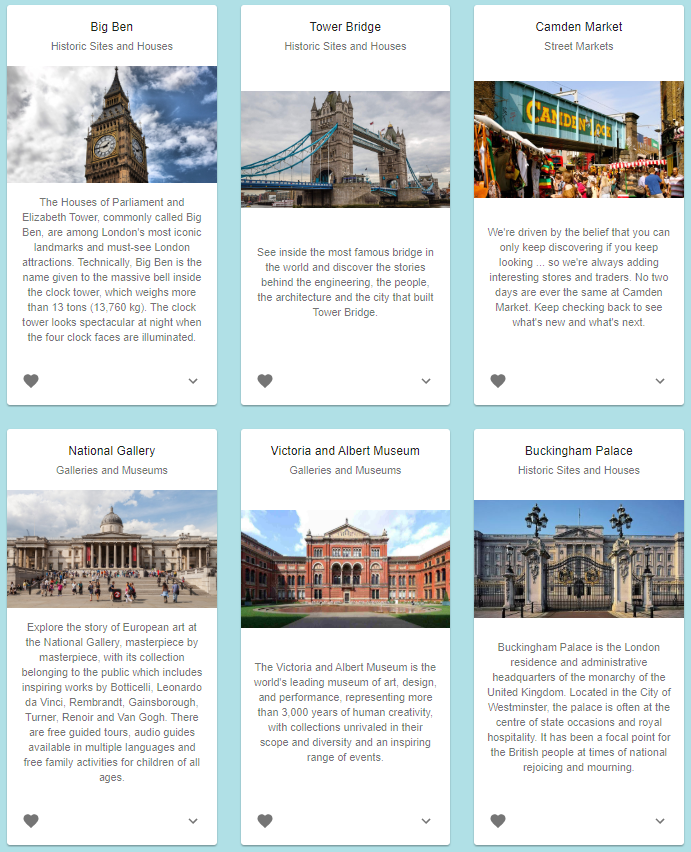 Big Ben
Historic Sites and Houses
The Houses of Parliament and
Elizabeth Tower, commonly called Big
Ben, are among London's most iconic
landmarks and must-see London
attractions. Technically, Big Ben is the
name given to the massive bell inside
the clock tower, which weighs more
than 13 tons (13,760 kg). The clock
tower looks spectacular at night when
the four clock faces are illuminated.
Tower Bridge
Historic Sites and Houses
See inside the most famous bridge in
the world and discover the stories
behind the engineering, the people,
the architecture and the city that built
Tower Bridge.
Camden Market
Street Markets
CAMDEN LOCK
We're driven by the belief that you can
only keep discovering if you keep
looking ... so we're always adding
interesting stores and traders. No two
days are ever the same at Camden
Market. Keep checking back to see
what's new and what's next.
National Gallery
Galleries and Museums
Explore the story of European art at
the National Gallery, masterpiece by
masterpiece, with its collection
belonging to the public which includes
inspiring works by Botticelli, Leonardo
da Vinci, Rembrandt, Gainsborough,
Turner, Renoir and Van Gogh. There
are free guided tours, audio guides
available in multiple languages and
free family activities for children of all
ages.
Victoria and Albert Museum
Galleries and Museums
The Victoria and Albert Museum is the
world's leading museum of art, design,
and performance, representing more
than 3,000 years of human creativity,
with collections unrivaled in their
scope and diversity and an inspiring
range of events.
Buckingham Palace
Historic Sites and Houses
Buckingham Palace is the London
residence and administrative
headquarters of the monarchy of the
United Kingdom. Located in the City of
Westminster, the palace is often at the
centre of state occasions and royal
hospitality. It has been a focal point for
the British people at times of national
rejoicing and mourning.